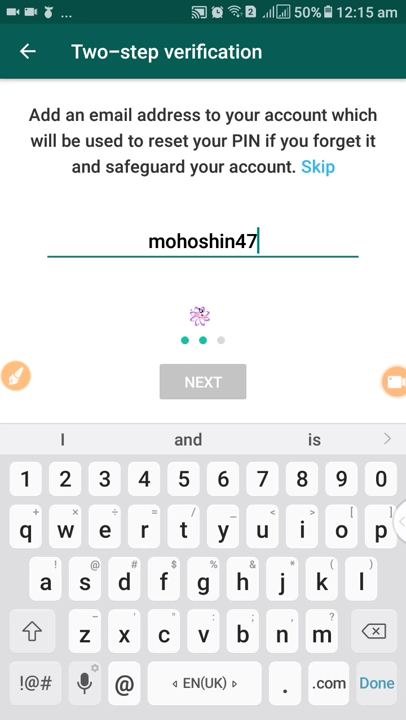 ... 2 50% 12:15 am
Two-step verification
Add an email address to your account which
will be used to reset your PIN if you forget it
and safeguard your account. Skip
mohoshin47
NEXT
I and is
1 2 3 4 5 6 7 8 9 0
+ × ÷ = / _ < > [ ]
q w e r t y u i o p
! @ # $ % ^ & * ( )
a s d f g h j k l
- ' " : ; , ?
z x c v b n m
!@# @ EN(UK) . .com Done